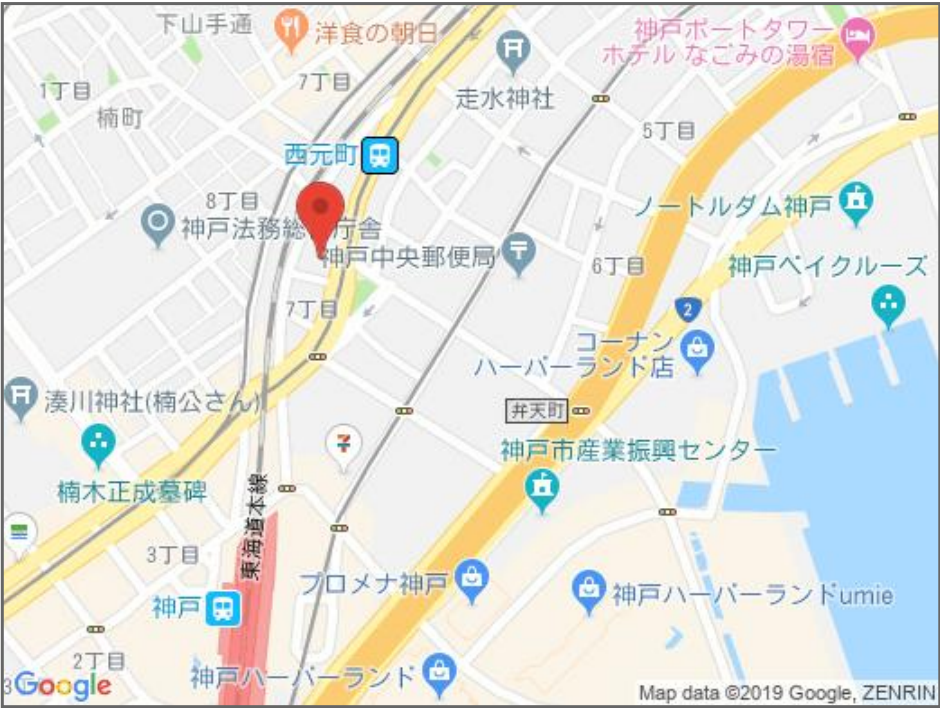 下山手通
洋食の朝日
神戸ポートタワー
ホテル なごみの湯宿
1丁目
7丁目
走水神社
楠町
5丁目
西元町
8丁目
ノートルダム神戸
神戸法務総
庁舎
神戸中央郵便局
6丁目
神戸ベイクルーズ
7丁目
2
コーナン
ハーバーランド店
湊川神社(楠公さん)
弁天町
7
神戸市産業振興センター
楠木正成墓碑
東海道本線
3丁目
プロメナ神戸
神戸ハーバーランドumie
神戸
2丁目
神戸ハーバーランド
3
Google
Map data ©2019 Google, ZENRIN